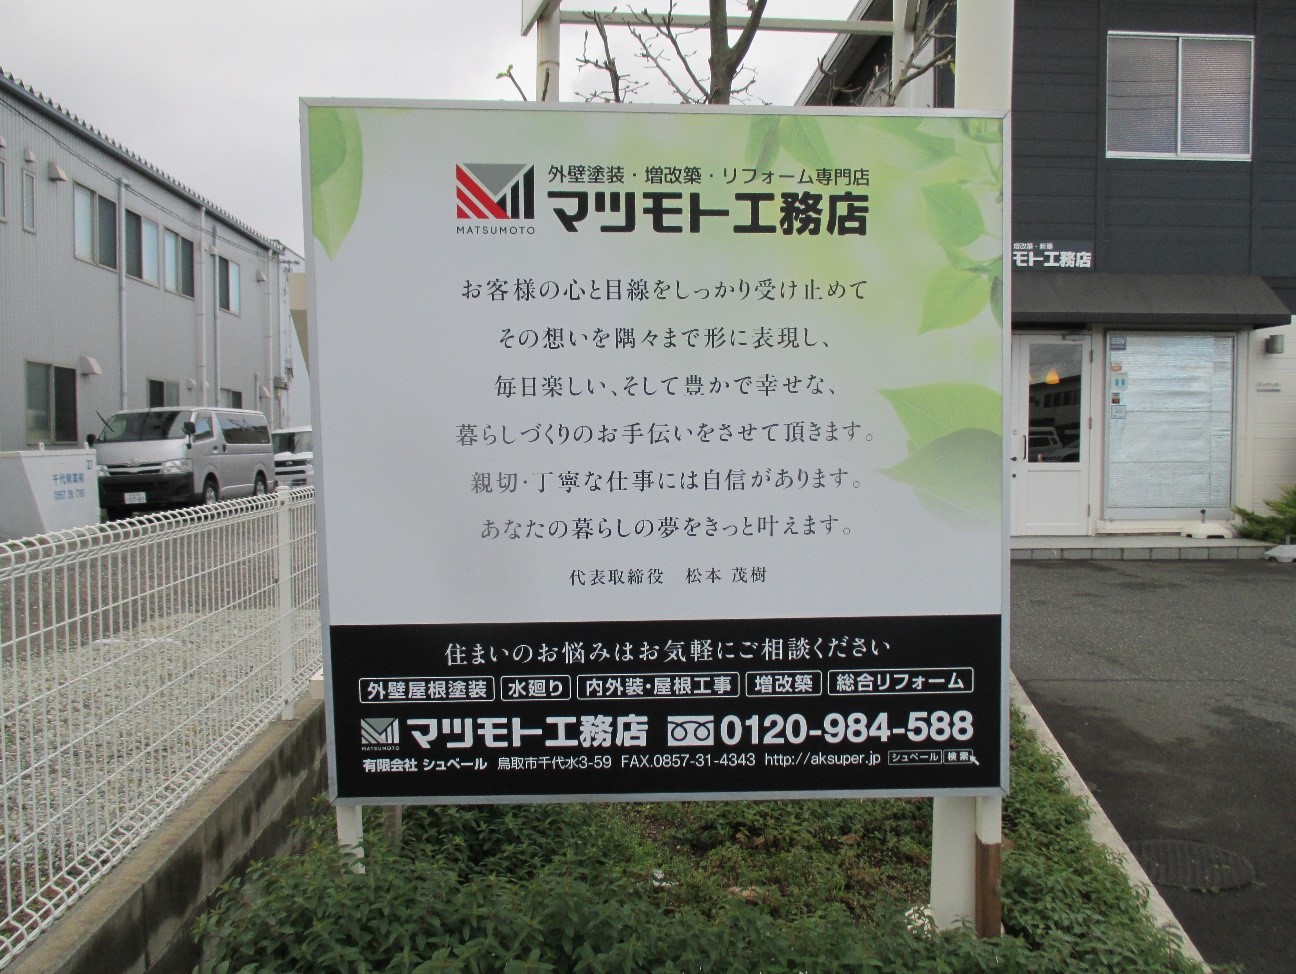 外壁塗装・増改築・リフォーム専門店
MATSUMOTO
マツモト工務店
お客様の心と目線をしっかり受け止めて
その想いを隅々まで形に表現し、
毎日楽しい、そして豊かで幸せな、
暮らしづくりのお手伝いをさせて頂きます。
親切・丁寧な仕事には自信があります。
あなたの暮らしの夢をきっと叶えます。
代表取締役 松本 茂樹
住まいのお悩みはお気軽にご相談ください
外壁屋根塗装 水廻り 内外装・屋根工事 増改築 総合リフォーム
MATSUMOTO
マツモト工務店 0120-984-588
有限会社 シュペール 鳥取市千代水3-59 FAX.0857-31-4343 http://aksuper.jp シュペール 検索
増改築・新築
モト工務店